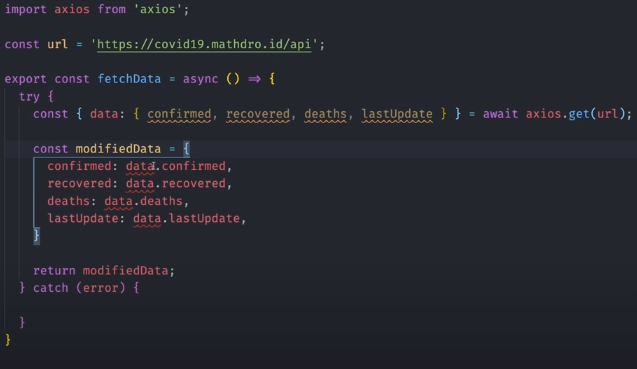 import axios from 'axios';
const url = 'https://covid19.mathdro.id/api';
export const fetchData = async () ⇒ {
try {
const { data: { confirmed, recovered, deaths, lastUpdate } } = await axios.get(url);
const modifiedData = {
confirmed: data.confirmed,
recovered: data.recovered,
deaths: data.deaths,
lastUpdate: data.lastUpdate,
}
return modifiedData;
} catch (error) {
}
}